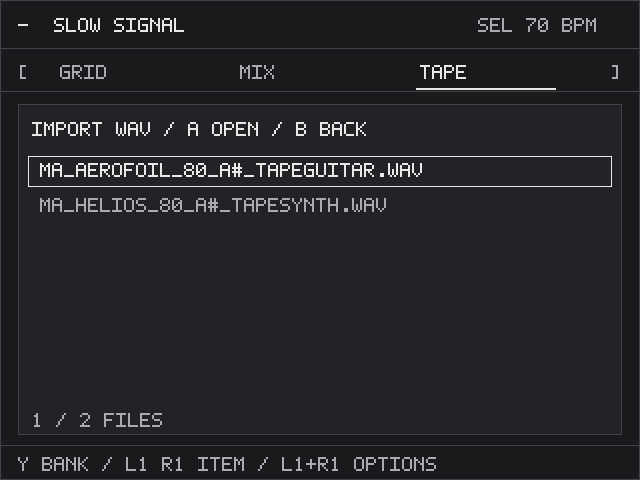 — SLOW SIGNAL SEL 70 BPM
[ GRID MIX TAPE ]
IMPORT WAV / A OPEN / B BACK
MA_AEROFOIL_80_A#_TAPEGUITAR.WAV
MA_HELIOS_80_A#_TAPESYNTH.WAV
1 / 2 FILES
Y BANK / L1 R1 ITEM / L1+R1 OPTIONS